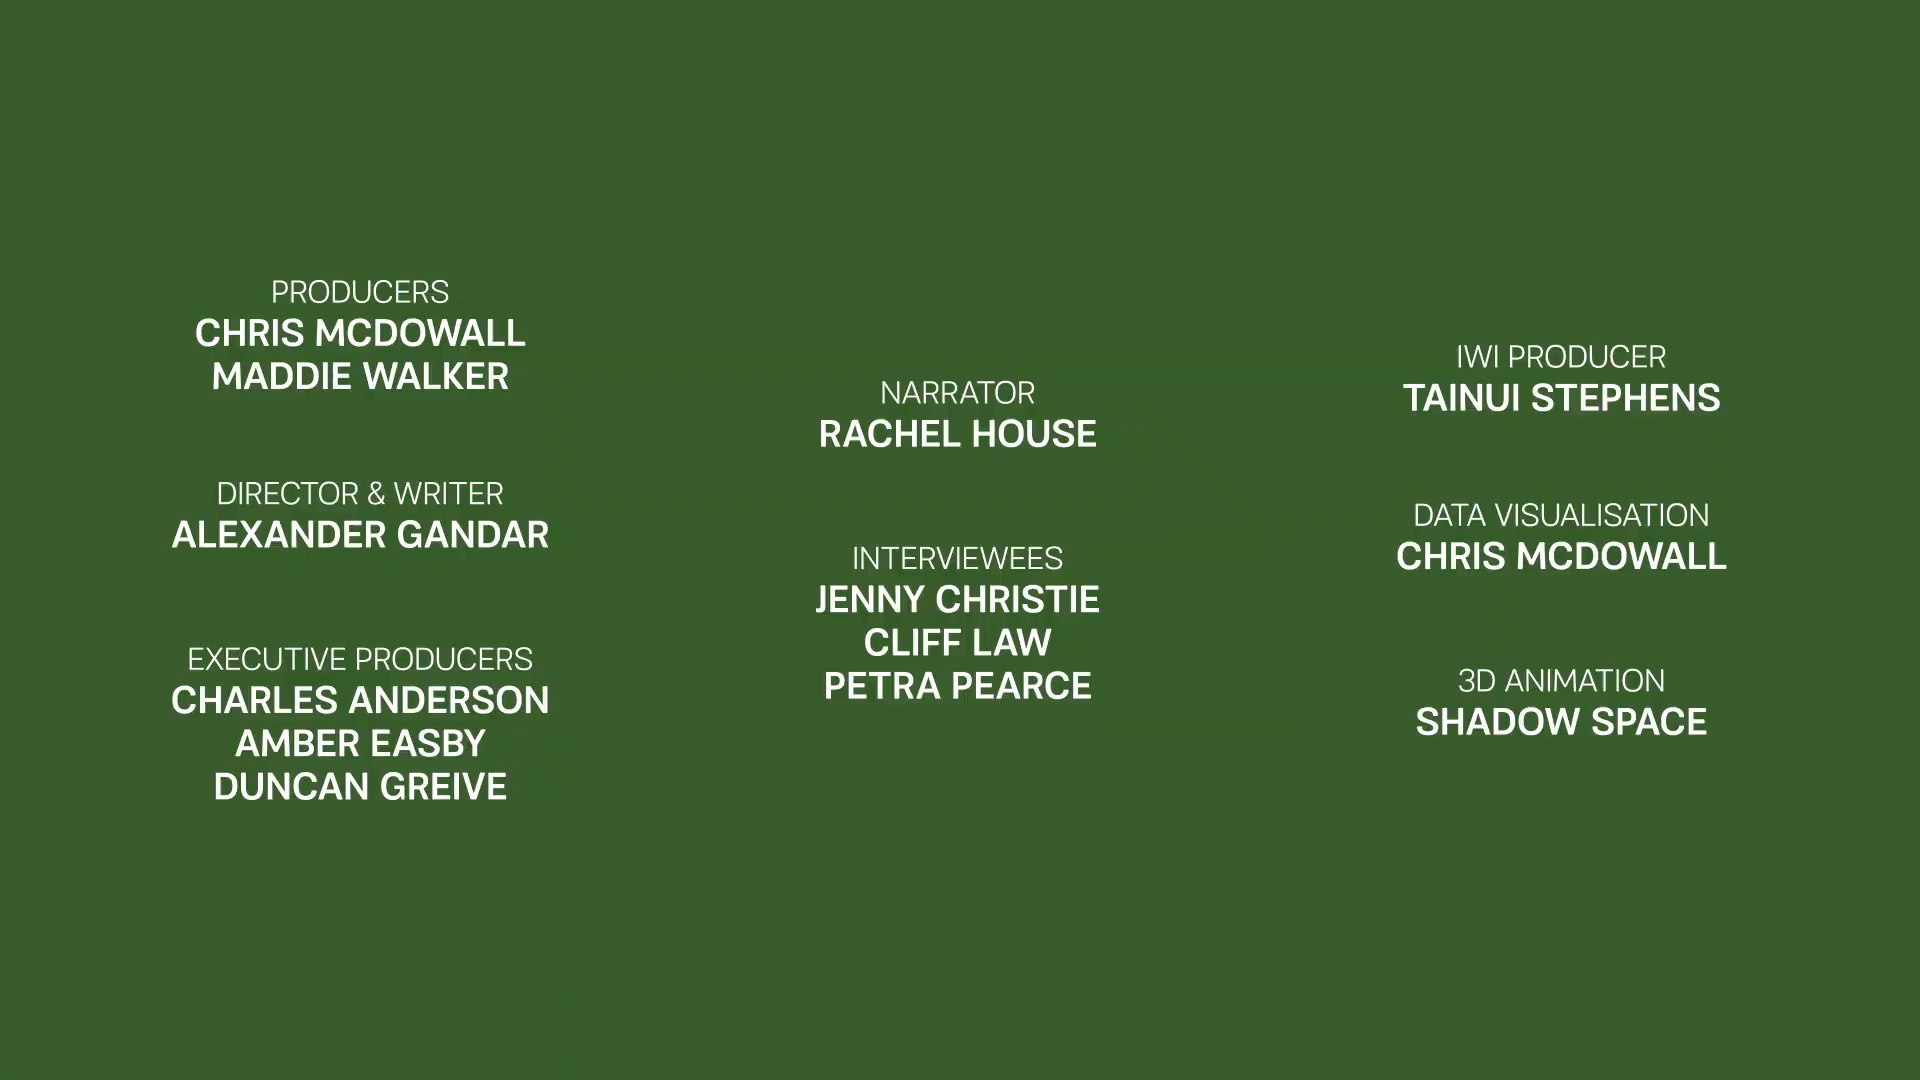 PRODUCERS
CHRIS MCDOWALL
MADDIE WALKER
DIRECTOR & WRITER
ALEXANDER GANDAR
EXECUTIVE PRODUCERS
CHARLES ANDERSON
AMBER EASBY
DUNCAN GREIVE
NARRATOR
RACHEL HOUSE
INTERVIEWEES
JENNY CHRISTIE
CLIFF LAW
PETRA PEARCE
IWI PRODUCER
TAINUI STEPHENS
DATA VISUALISATION
CHRIS MCDOWALL
3D ANIMATION
SHADOW SPACE